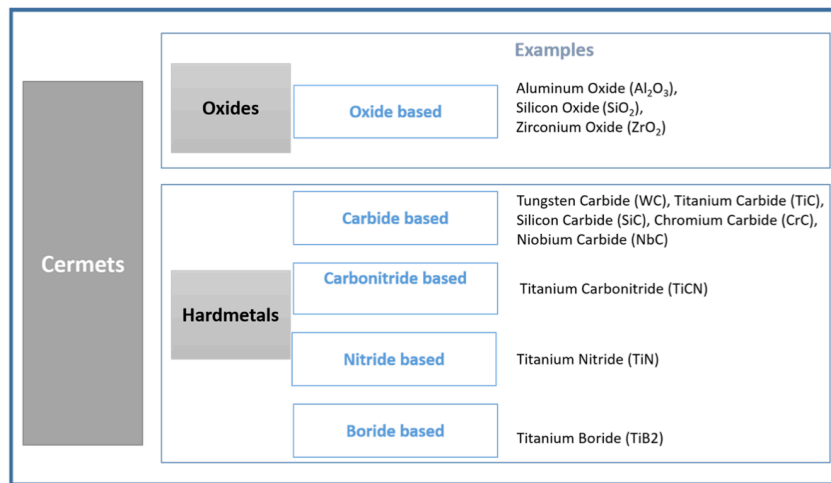 Examples
Cermets
Oxides
Oxide based
Aluminum Oxide (Al₂O₃),
Silicon Oxide (SiO₂),
Zirconium Oxide (ZrO₂)
Hardmetals
Carbide based
Tungsten Carbide (WC), Titanium Carbide (TiC),
Silicon Carbide (SiC), Chromium Carbide (CrC),
Niobium Carbide (NbC)
Carbonitride based
Titanium Carbonitride (TiCN)
Nitride based
Titanium Nitride (TiN)
Boride based
Titanium Boride (TiB2)